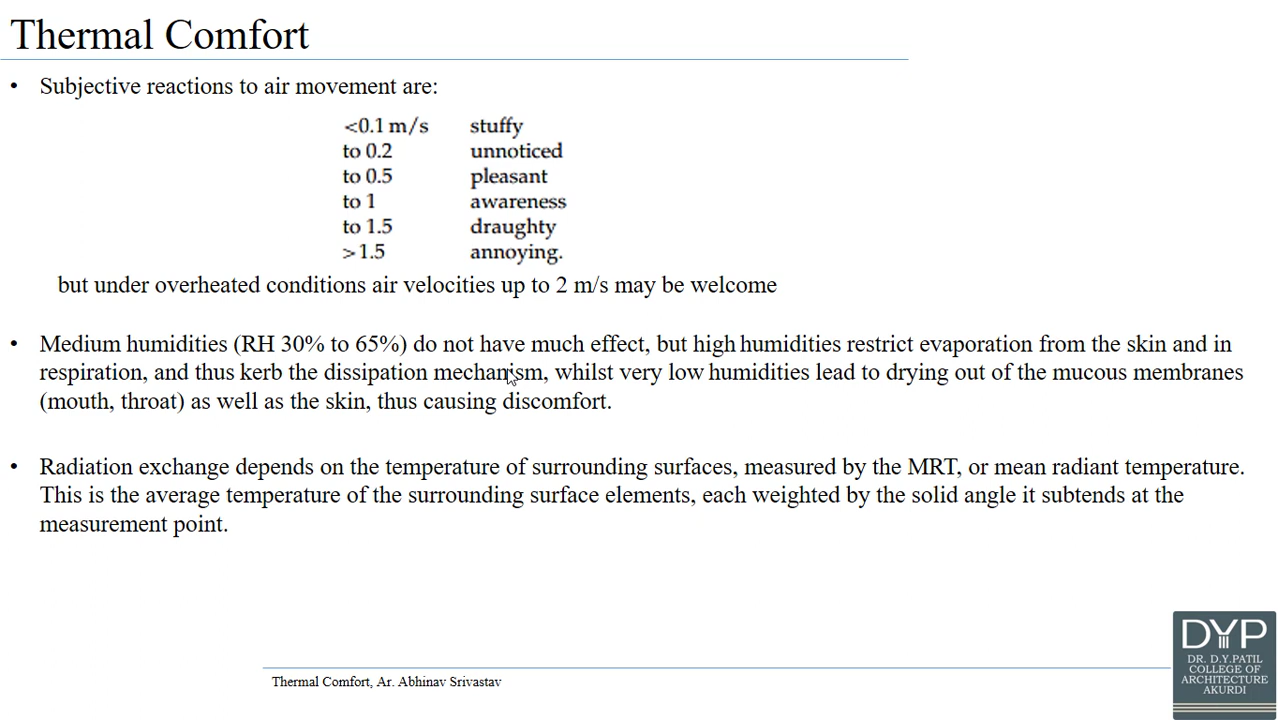 Thermal Comfort
• Subjective reactions to air movement are:
<0.1 m/s stuffy
to 0.2 unnoticed
to 0.5 pleasant
to 1 awareness
to 1.5 draughty
>1.5 annoying.
but under overheated conditions air velocities up to 2 m/s may be welcome
• Medium humidities (RH 30% to 65%) do not have much effect, but high humidities restrict evaporation from the skin and in
respiration, and thus kerb the dissipation mechanism, whilst very low humidities lead to drying out of the mucous membranes
(mouth, throat) as well as the skin, thus causing discomfort.
• Radiation exchange depends on the temperature of surrounding surfaces, measured by the MRT, or mean radiant temperature.
This is the average temperature of the surrounding surface elements, each weighted by the solid angle it subtends at the
measurement point.
Thermal Comfort, Ar. Abhinav Srivastav
DYP
DR. D.Y.PATIL
COLLEGE OF
ARCHITECTURE
AKURDI